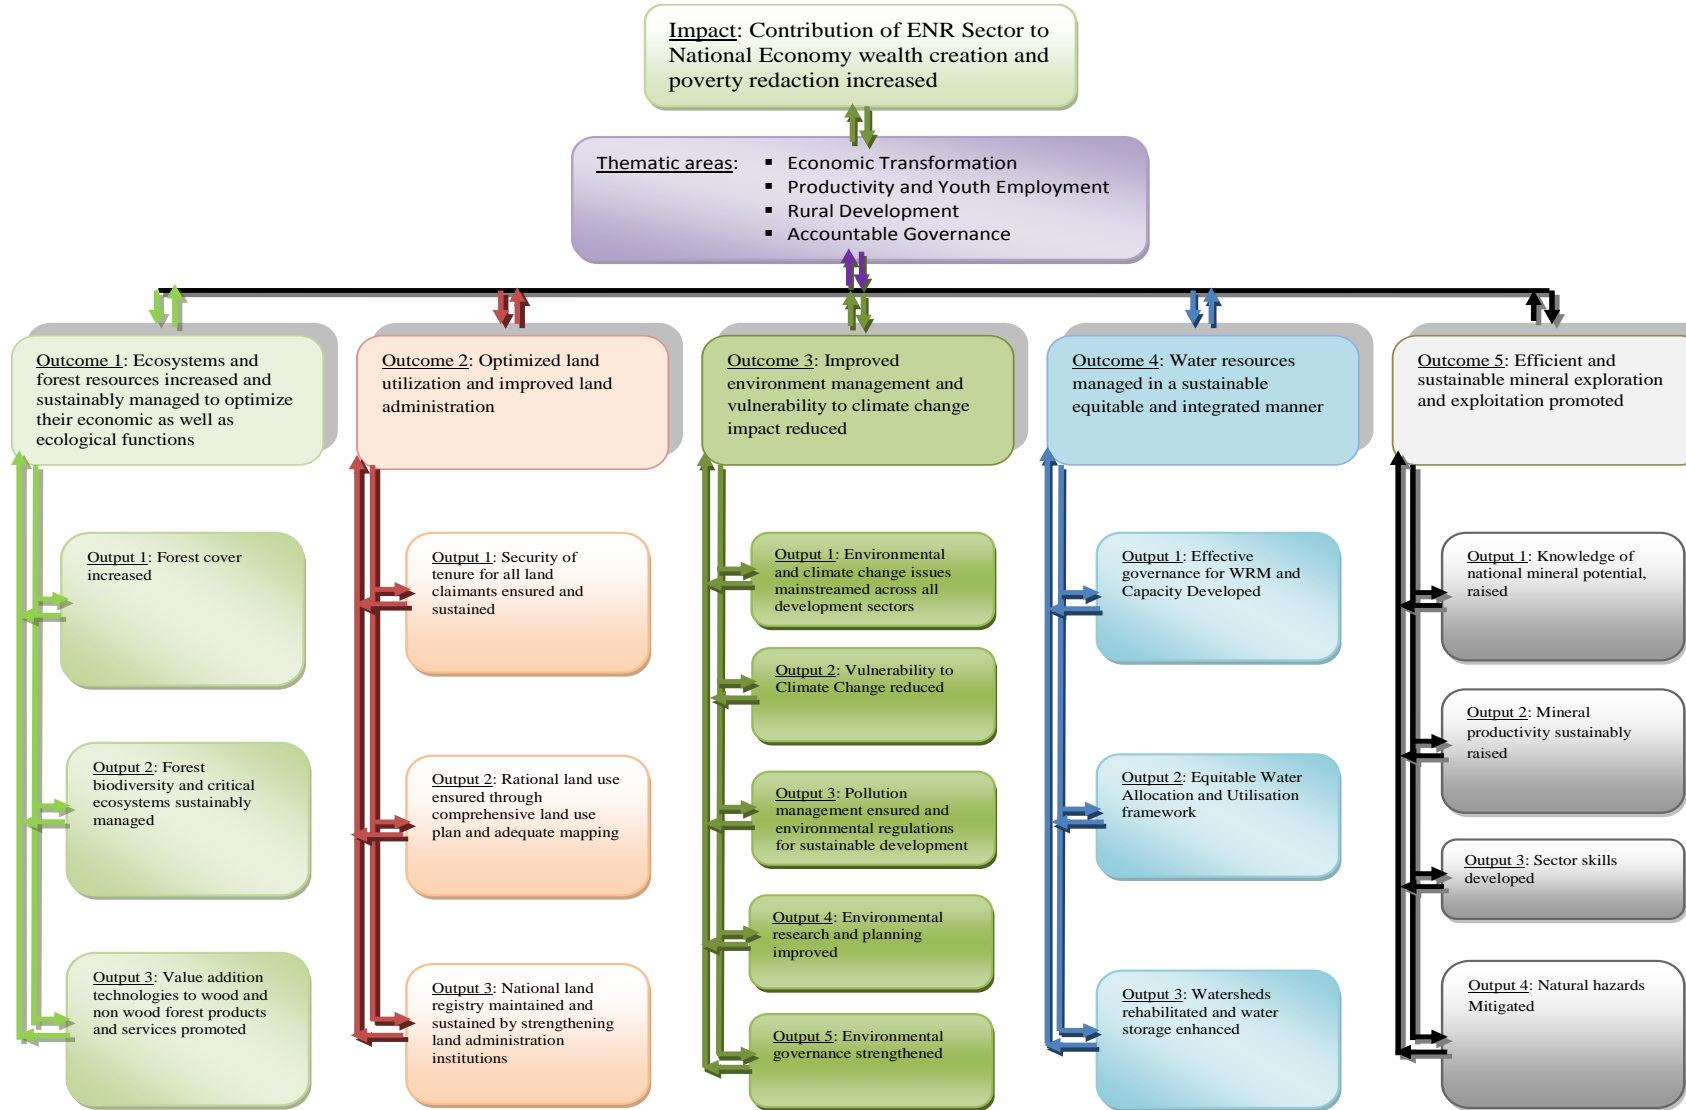 Impact: Contribution of ENR Sector to
National Economy wealth creation and
poverty redaction increased
Thematic areas:
▪ Economic Transformation
▪ Productivity and Youth Employment
▪ Rural Development
▪ Accountable Governance
Outcome 1: Ecosystems and
forest resources increased and
sustainably managed to optimize
their economic as well as
ecological functions
Output 1: Forest cover
increased
Output 2: Forest
biodiversity and critical
ecosystems sustainably
managed
Output 3: Value addition
technologies to wood and
non wood forest products
and services promoted
Outcome 2: Optimized land
utilization and improved land
administration
Output 1: Security of
tenure for all land
claimants ensured and
sustained
Output 2: Rational land use
ensured through
comprehensive land use
plan and adequate mapping
Output 3: National land
registry maintained and
sustained by strengthening
land administration
institutions
Outcome 3: Improved
environment management and
vulnerability to climate change
impact reduced
Output 1: Environmental
and climate change issues
mainstreamed across all
development sectors
Output 2: Vulnerability to
Climate Change reduced
Output 3: Pollution
management ensured and
environmental regulations
for sustainable development
Output 4: Environmental
research and planning
improved
Output 5: Environmental
governance strengthened
Outcome 4: Water resources
managed in a sustainable
equitable and integrated manner
Output 1: Effective
governance for WRM and
Capacity Developed
Output 2: Equitable Water
Allocation and Utilisation
framework
Output 3: Watersheds
rehabilitated and water
storage enhanced
Outcome 5: Efficient and
sustainable mineral exploration
and exploitation promoted
Output 1: Knowledge of
national mineral potential,
raised
Output 2: Mineral
productivity sustainably
raised
Output 3: Sector skills
developed
Output 4: Natural hazards
Mitigated